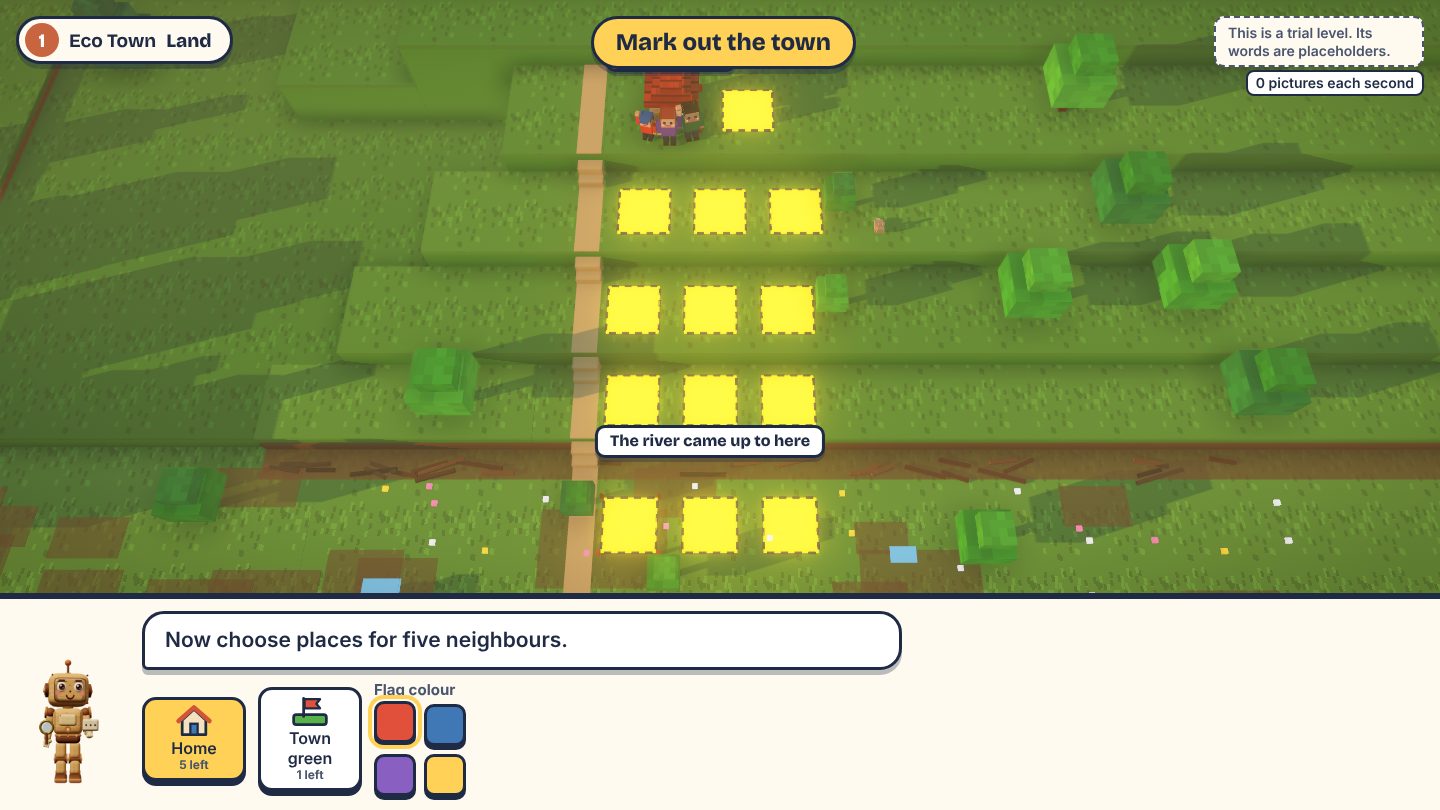 1 Eco Town Land
Mark out the town
This is a trial level. Its
words are placeholders.
0 pictures each second
The river came up to here
Now choose places for five neighbours.
Flag colour
Home
5 left
Town
green
1 left